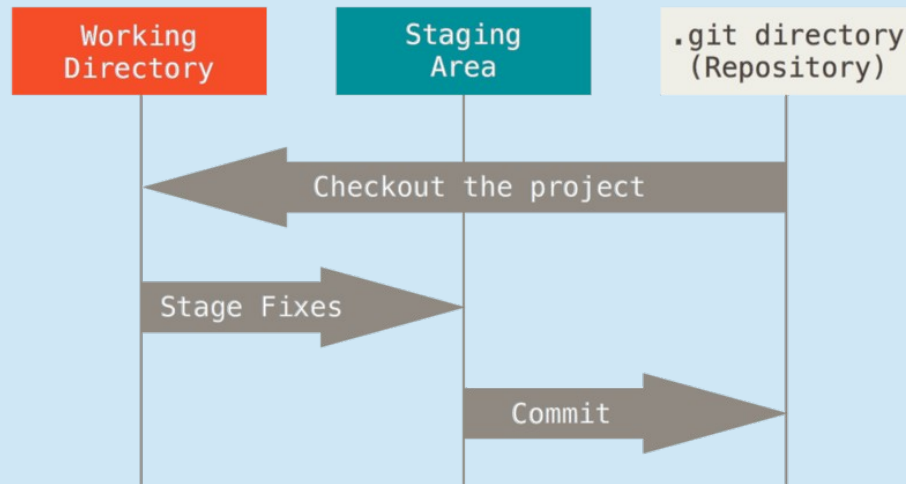 Working
Directory
Staging
Area
.git directory
(Repository)
Checkout the project
Stage Fixes
Commit